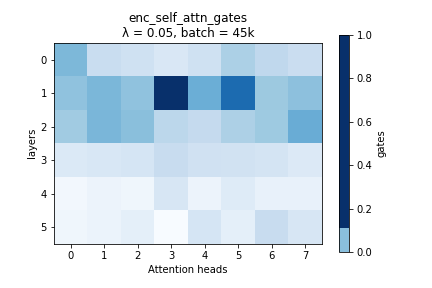 enc_self_attn_gates
λ = 0.05, batch = 45k
layers
0
1
2
3
4
5
0 1 2 3 4 5 6 7
Attention heads
1.0
0.8
0.6
0.4
0.2
0.0
gates